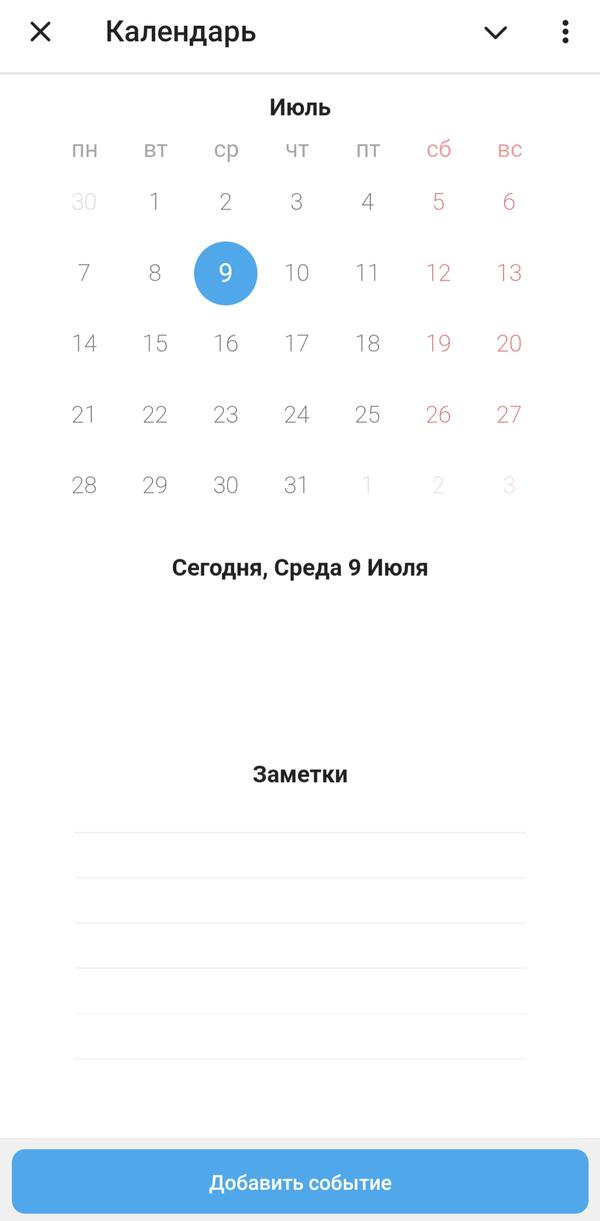 Календарь
Июль
пн вт ср чт пт сб вс
30 1 2 3 4 5 6
7 8 9 10 11 12 13
14 15 16 17 18 19 20
21 22 23 24 25 26 27
28 29 30 31 1 2 3
Сегодня, Среда 9 Июля
Заметки
Добавить событие